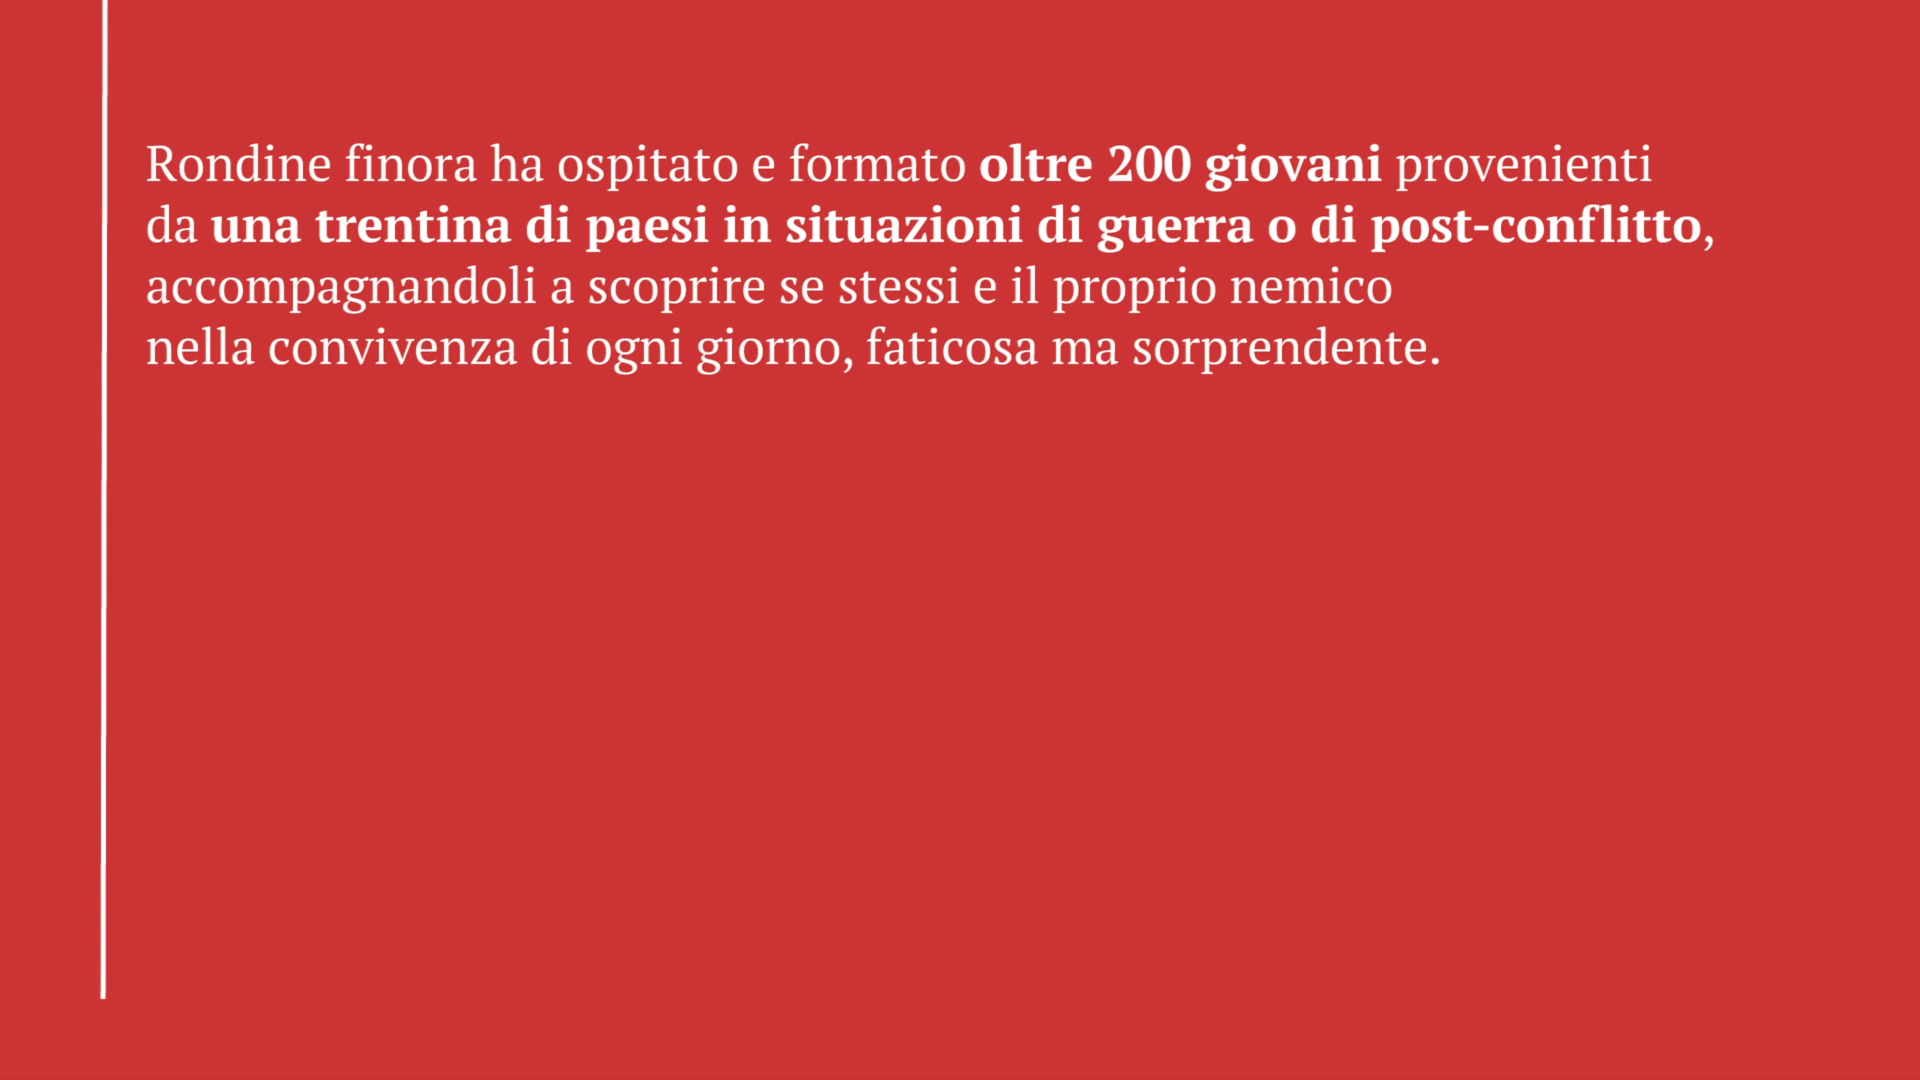 Rondine finora ha ospitato e formato oltre 200 giovani provenienti
da una trentina di paesi in situazioni di guerra o di post-conflitto,
accompagnandoli a scoprire se stessi e il proprio nemico
nella convivenza di ogni giorno, faticosa ma sorprendente.